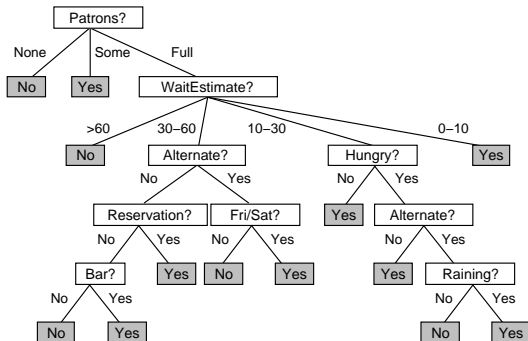 Patrons?
None Some Full
No Yes WaitEstimate?
>60 30–60 10–30 0–10
No Alternate? Hungry? Yes
No Yes No Yes
Reservation? Fri/Sat? Yes Alternate?
No Yes No Yes No Yes
Bar? Yes No Yes Yes Raining?
No Yes No Yes
No Yes No Yes